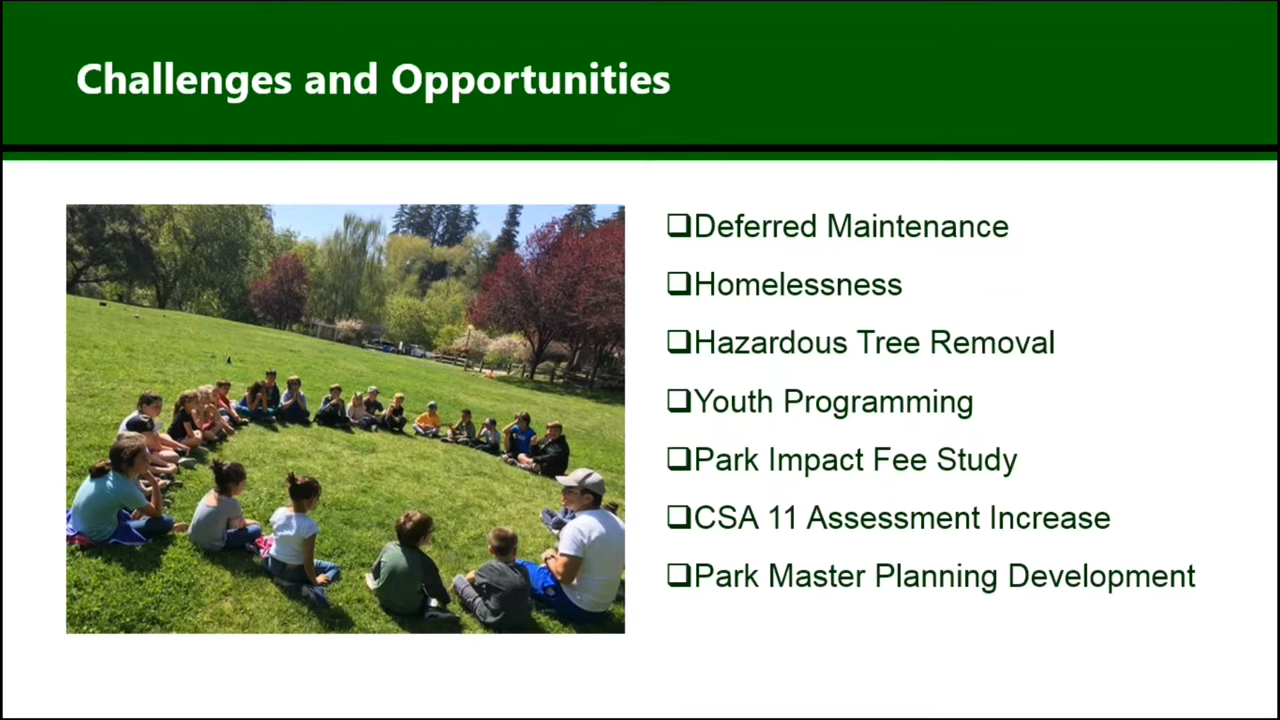 Challenges and Opportunities
Deferred Maintenance
Homelessness
Hazardous Tree Removal
Youth Programming
Park Impact Fee Study
CSA 11 Assessment Increase
Park Master Planning Development